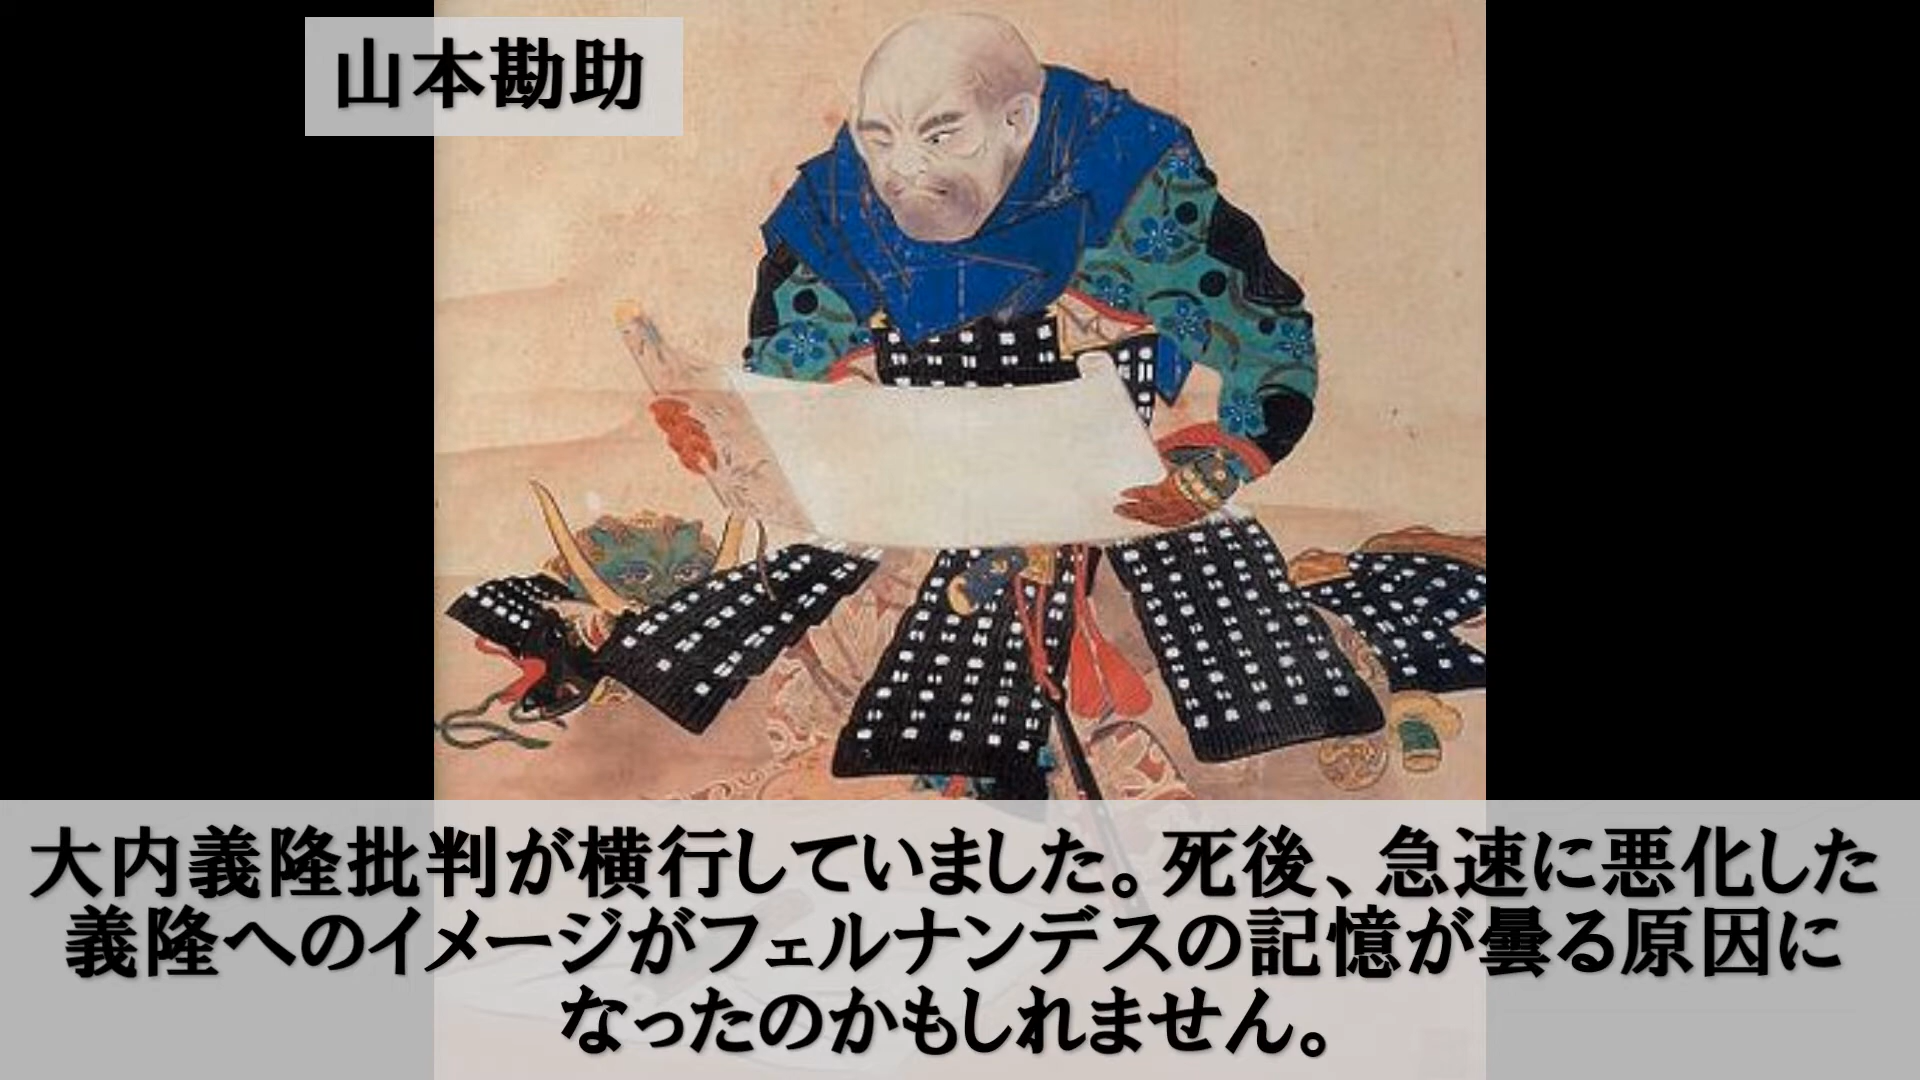 山本勘助
大内義隆批判が横行していました。死後、急速に悪化した
義隆へのイメージがフェルナンデスの記憶が曇る原因に
なったのかもしれません。